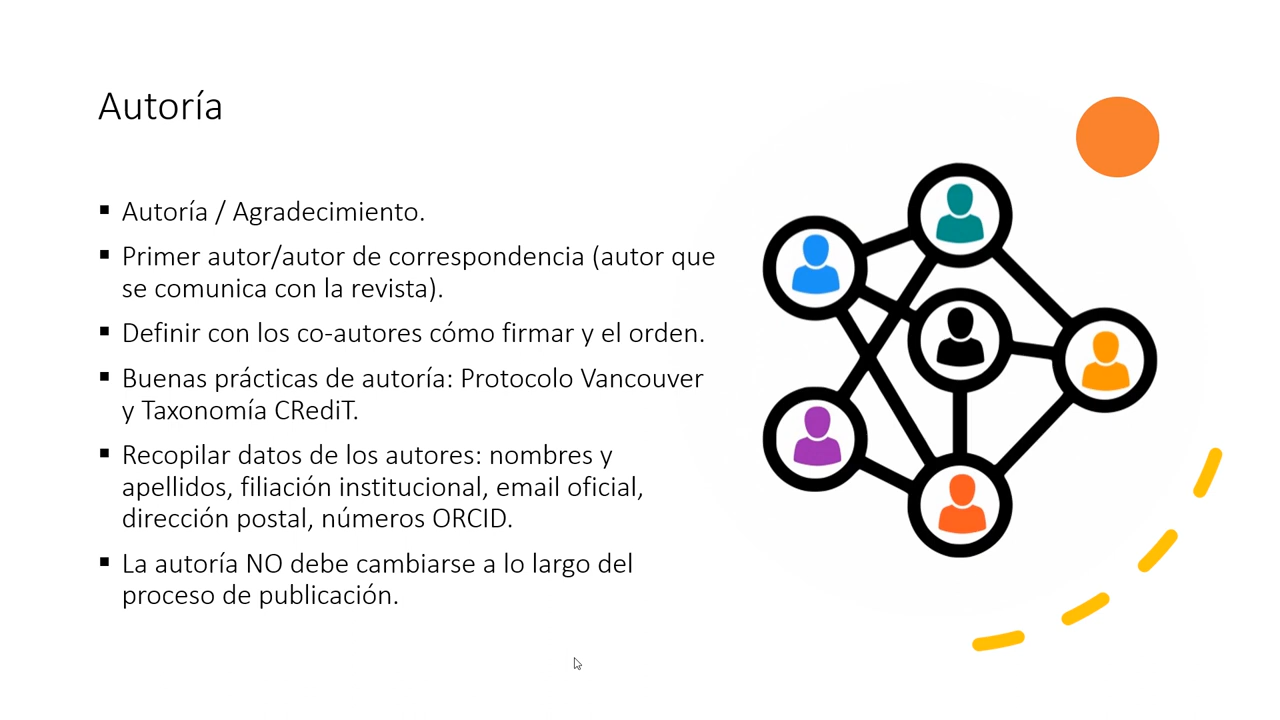 Autoría
▪ Autoría / Agradecimiento.
▪ Primer autor/autor de correspondencia (autor que
se comunica con la revista).
▪ Definir con los co-autores cómo firmar y el orden.
▪ Buenas prácticas de autoría: Protocolo Vancouver
y Taxonomía CRediT.
▪ Recopilar datos de los autores: nombres y
apellidos, filiación institucional, email oficial,
dirección postal, números ORCID.
▪ La autoría NO debe cambiarse a lo largo del
proceso de publicación.